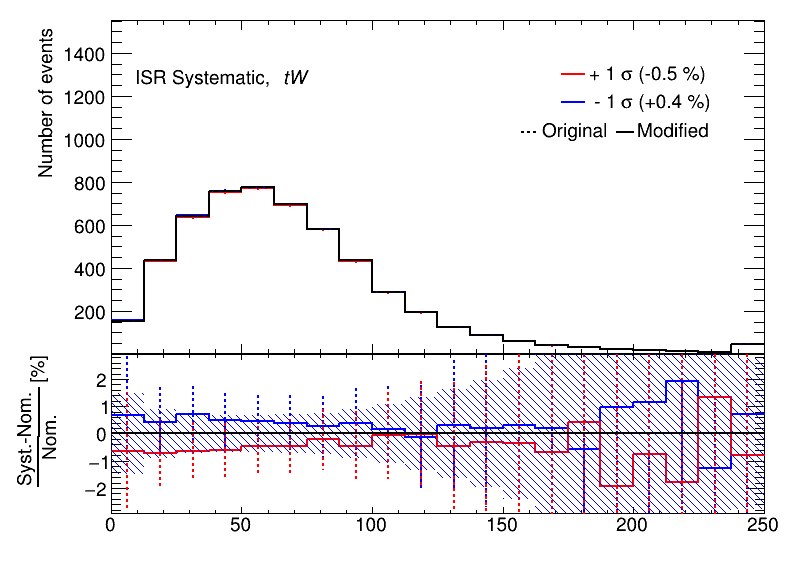 1400
1200
1000
800
600
400
200
Number of events
ISR Systematic, tW
+ 1 σ (-0.5 %)
- 1 σ (+0.4 %)
Original Modified
2
1
0
−1
−2
Syst.-Nom. [%]
Nom.
0 50 100 150 200 250